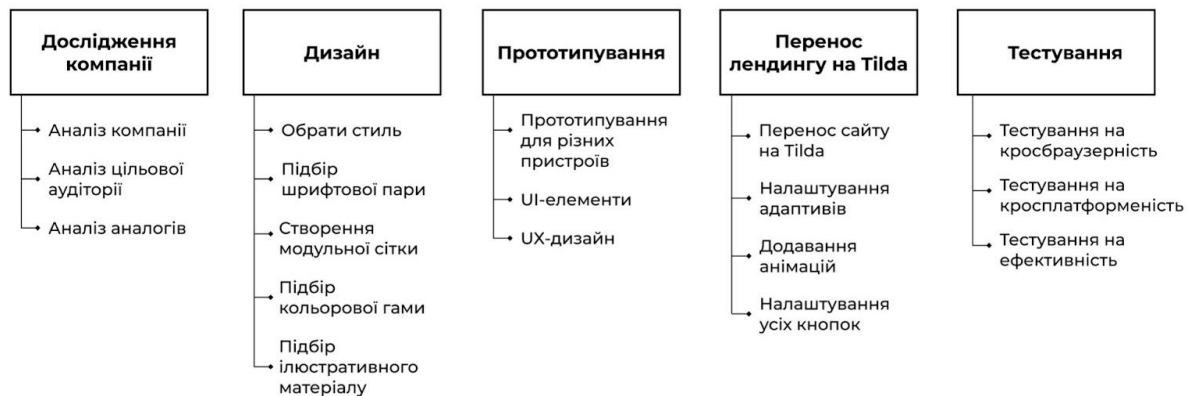 Дослідження
компанії
Аналіз компанії
Аналіз цільової
аудіторії
Аналіз аналогів
Дизайн
Обрати стиль
Підбір
шрифтової пари
Створення
модульної сітки
Підбір
кольорової гами
Підбір
ілюстративного
матеріалу
Прототипування
Прототипування
для різних
пристроїв
UI-елементи
UX-дизайн
Перенос
лендингу на Tilda
Перенос сайту
на Tilda
Налаштування
адаптивів
Додавання
анімацій
Налаштування
усіх кнопок
Тестування
Тестування на
кросбраузерність
Тестування на
кросплатформеність
Тестування на
ефективність